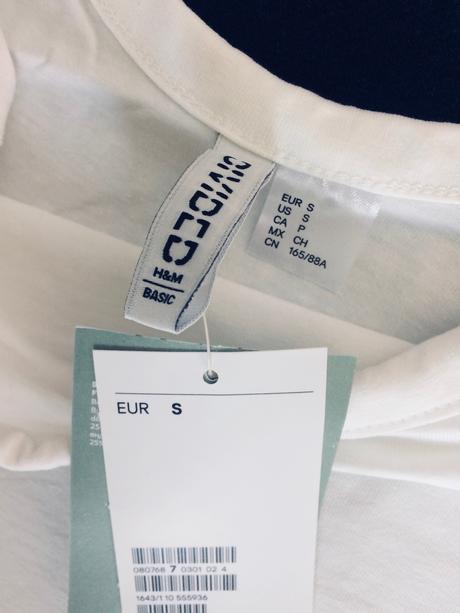 DIVIDED
H&M
BASIC
EUR S
US S
CA P
MX CH
CN 165/88A
EUR S
080768 7 0301 02 4
1643/1 10 555936